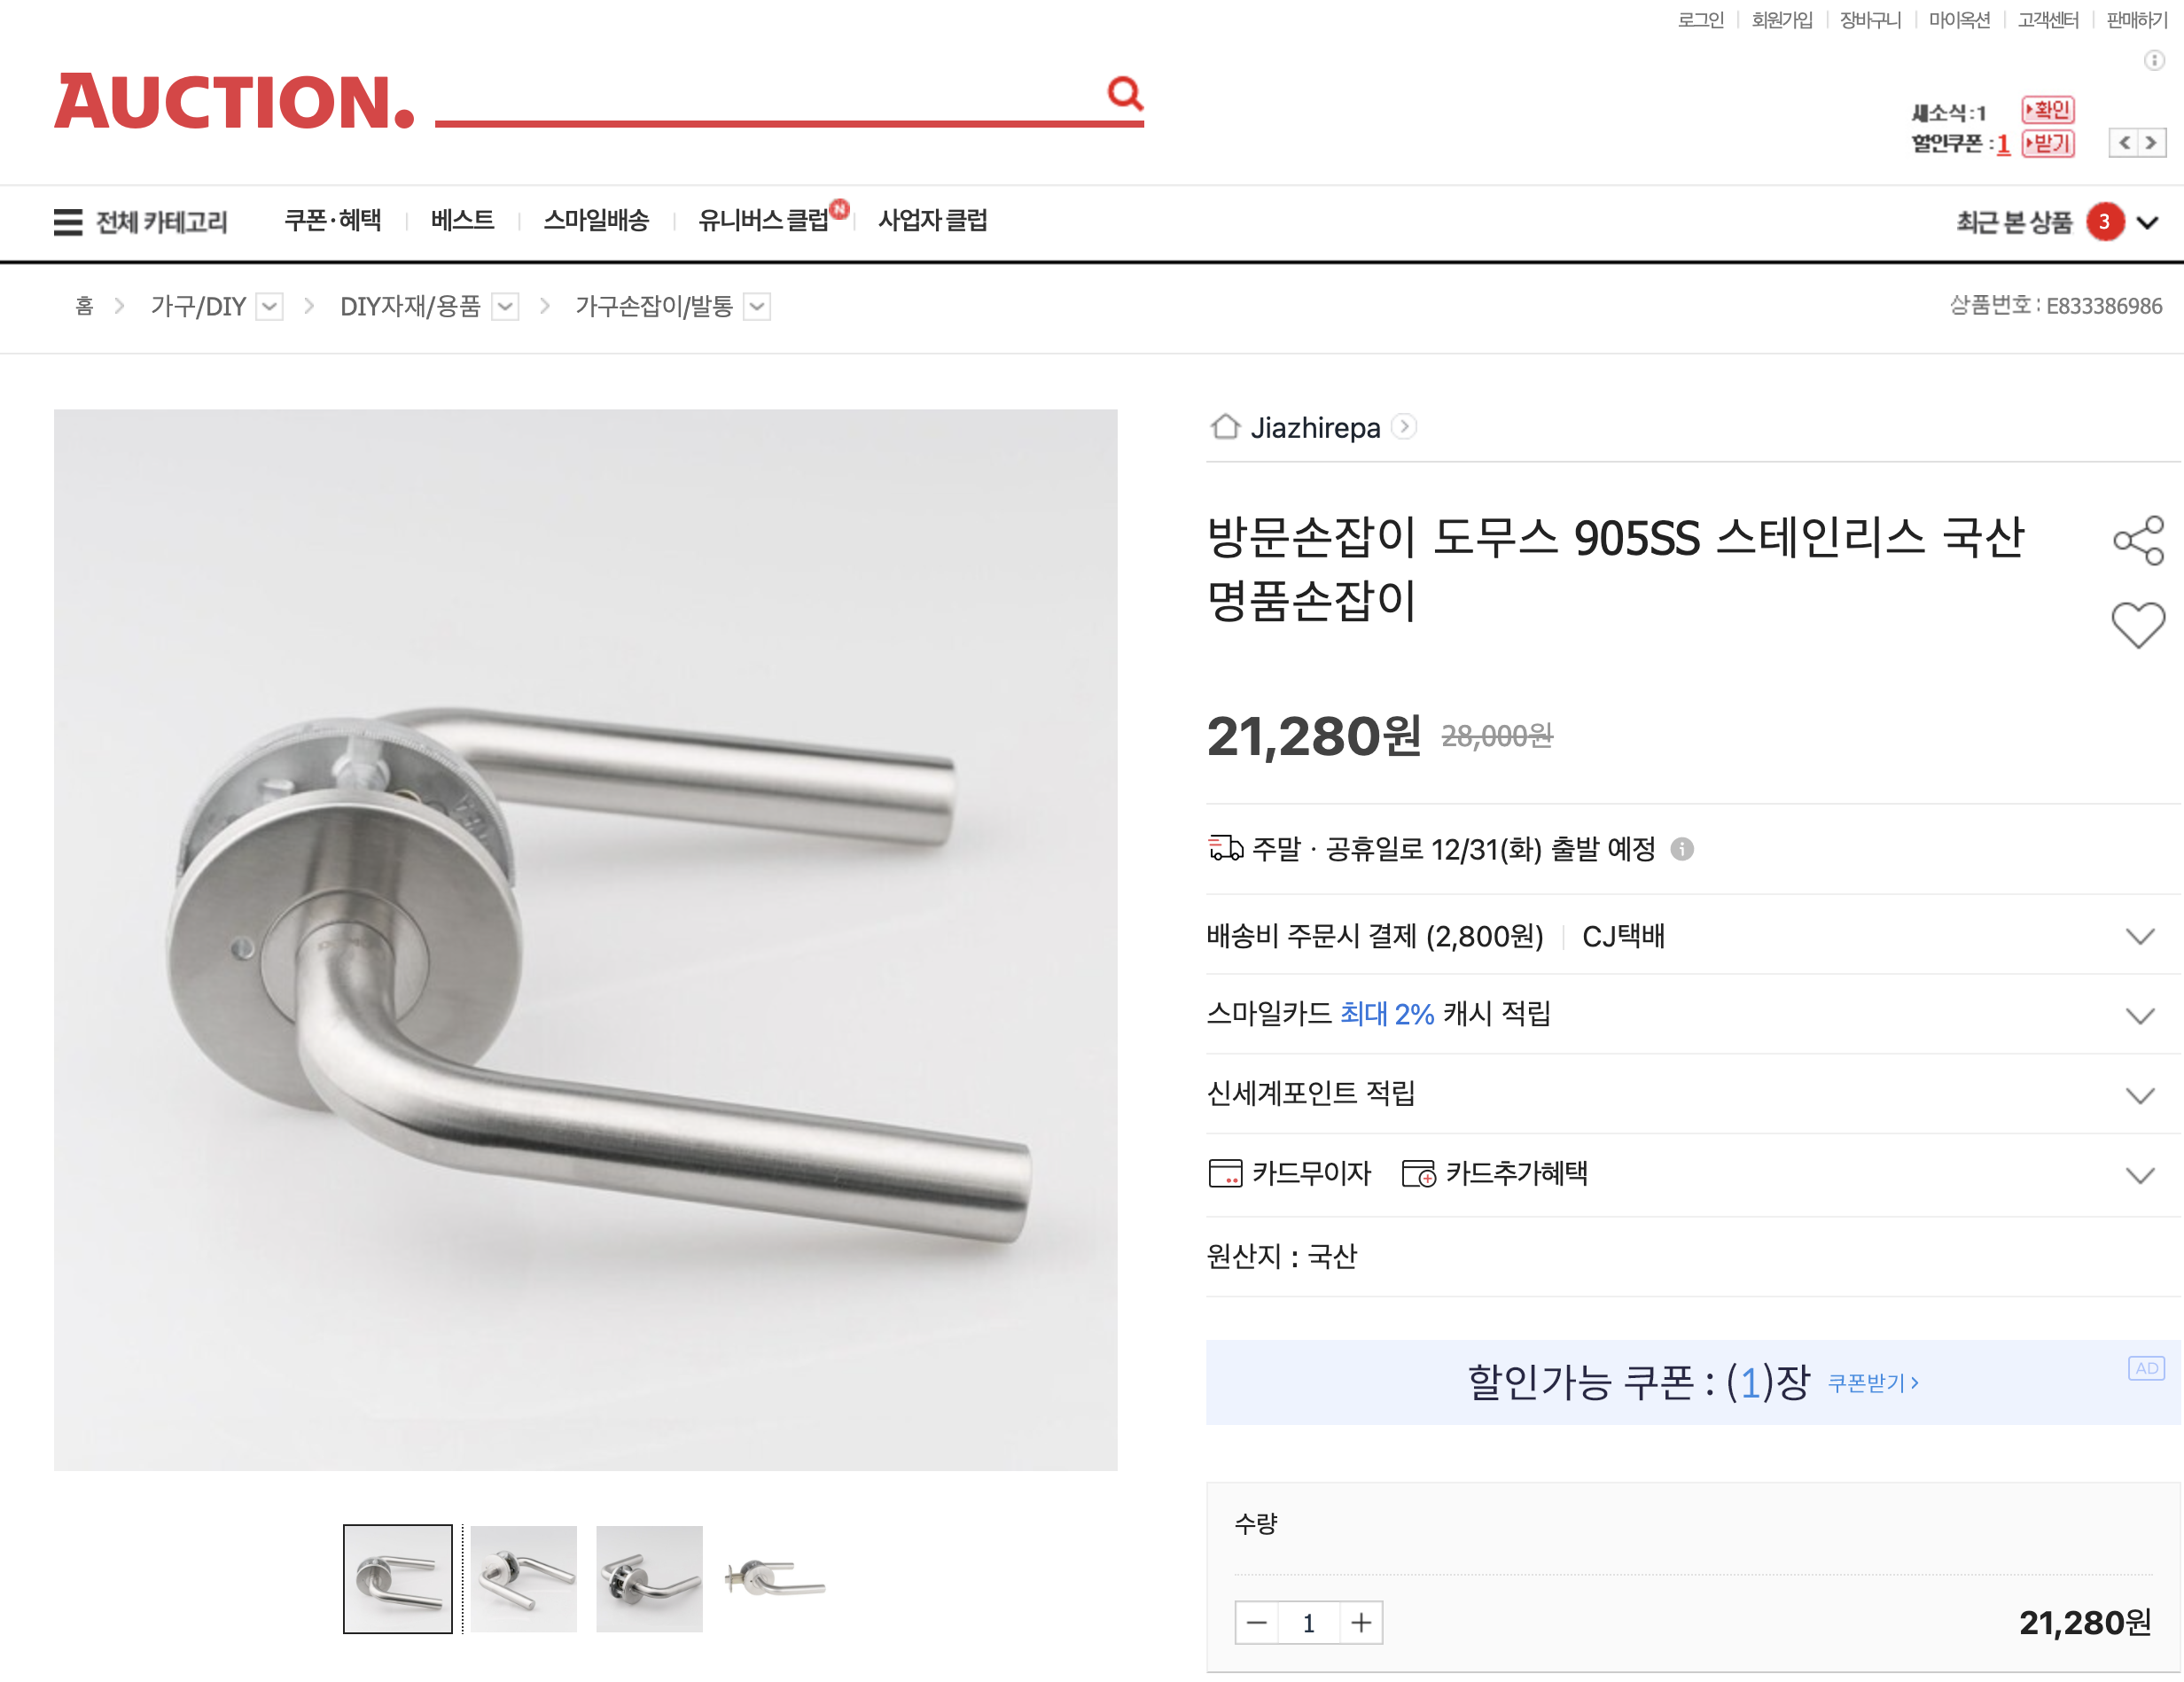 로그인 회원가입 장바구니 마이옥션 고객센터 판매하기
AUCTION.
새소식:1 ▸확인
할인쿠폰 :1 ▸받기
전체 카테고리 쿠폰·혜택 베스트 스마일배송 유니버스 클럽 N 사업자 클럽 최근 본 상품 3
홈 > 가구/DIY > DIY자재/용품 > 가구손잡이/발통 상품번호 : E833386986
Jiazhirepa
방문손잡이 도무스 905SS 스테인리스 국산
명품손잡이
21,280원 28,000원
주말 · 공휴일로 12/31(화) 출발 예정
배송비 주문시 결제 (2,800원) CJ택배
스마일카드 최대 2% 캐시 적립
신세계포인트 적립
카드무이자 카드추가혜택
원산지 : 국산
할인가능 쿠폰 : (1)장 쿠폰받기 >
AD
수량
1 21,280원